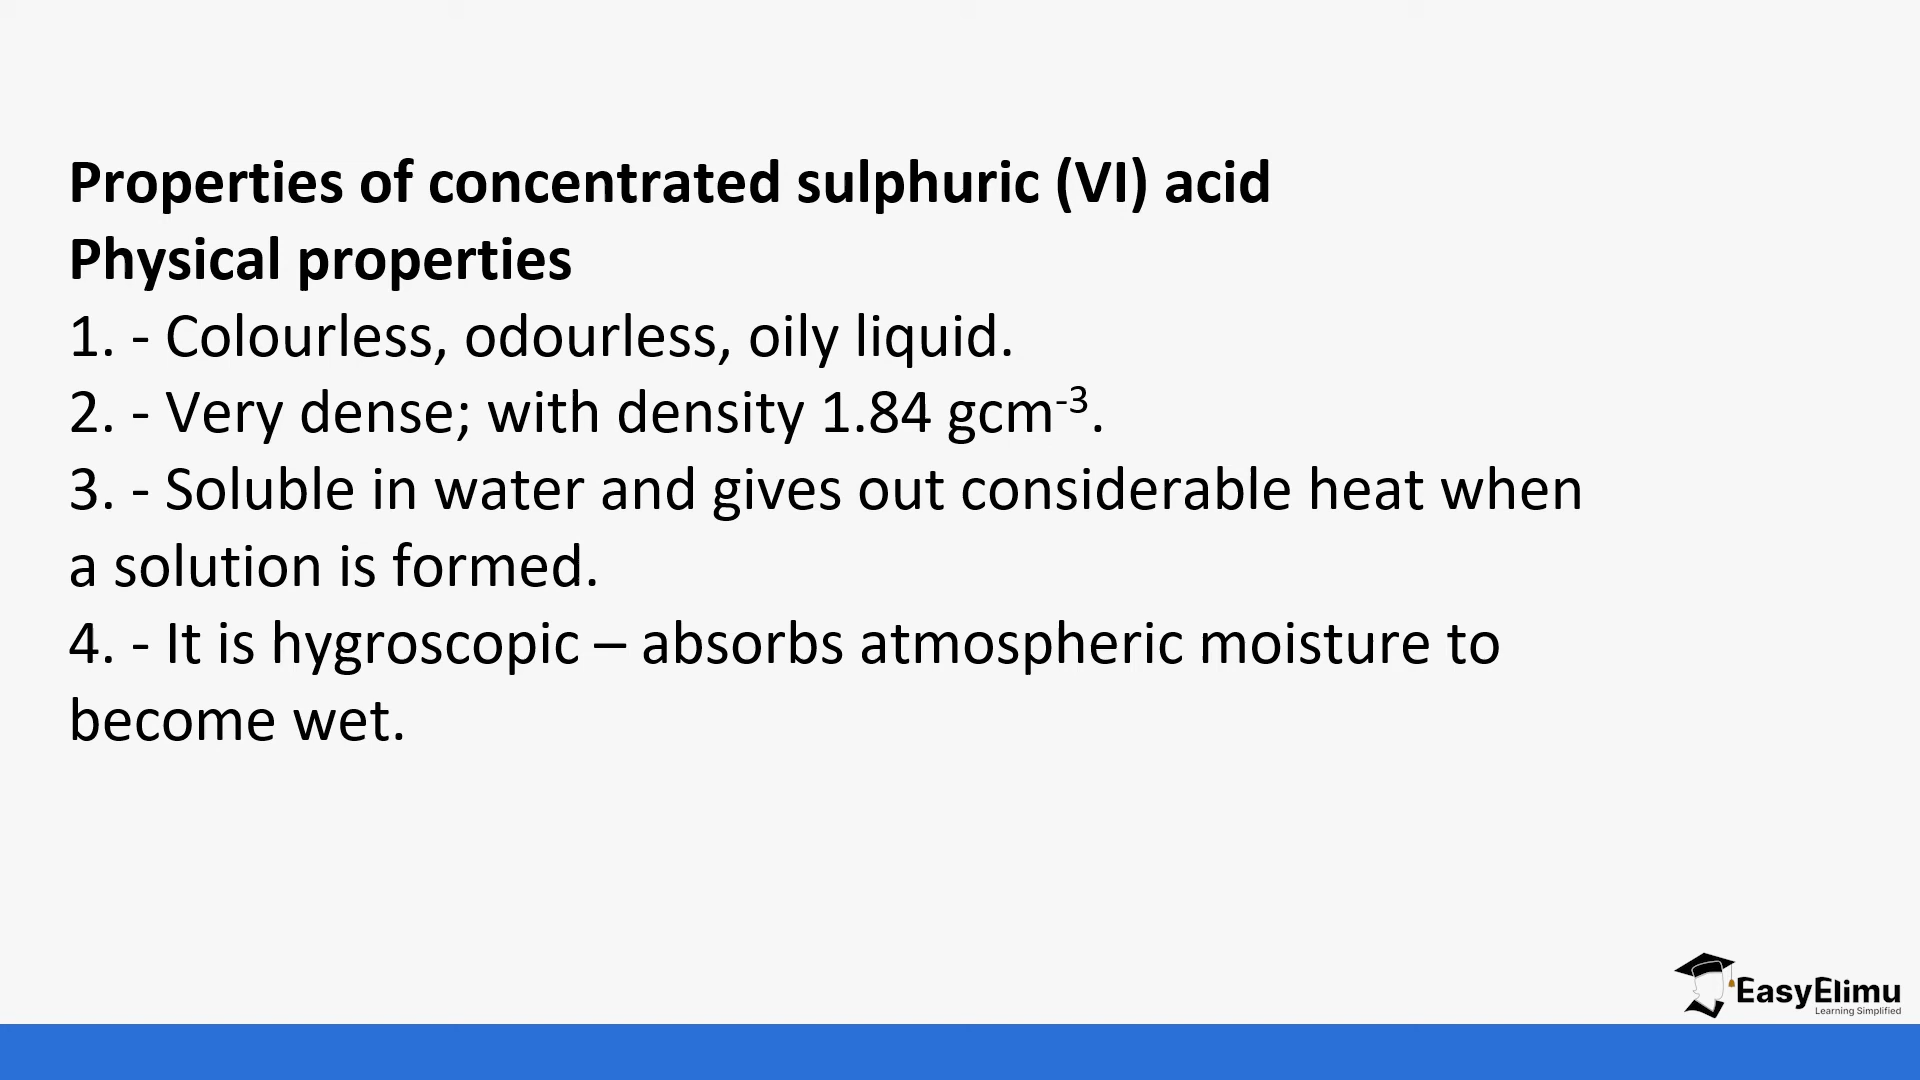 Properties of concentrated sulphuric (VI) acid
Physical properties
1. - Colourless, odourless, oily liquid.
2. - Very dense; with density 1.84 gcm⁻³.
3. - Soluble in water and gives out considerable heat when
a solution is formed.
4. - It is hygroscopic – absorbs atmospheric moisture to
become wet.
EasyElimu
Learning Simplified